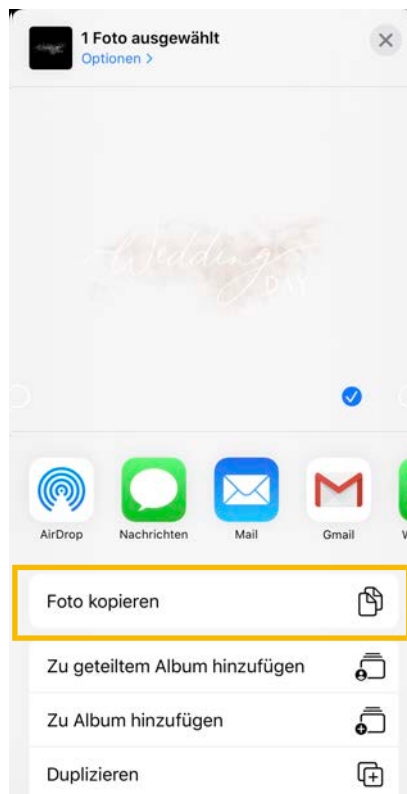 1 Foto ausgewählt
Optionen >
Wedding
DAY
AirDrop
Nachrichten
Mail
Gmail
Foto kopieren
Zu geteiltem Album hinzufügen
Zu Album hinzufügen
Duplizieren